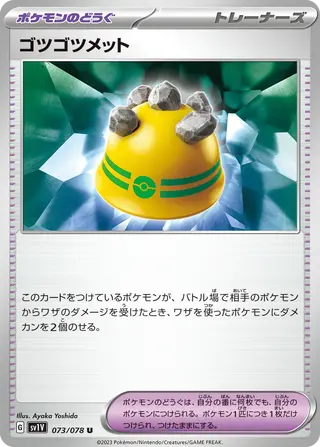 ポケモンのどうぐ
トレーナーズ
ゴツゴツメット
このカードをつけているポケモンが、バトル場で相手のポケモン
からワザのダメージを受けたとき、ワザを使ったポケモンにダメ
カンを2個のせる。
Illus. Ayaka Yoshida
G sv1V 073/078 U
ポケモンのどうぐは、自分の番に何枚でも、自分の
ポケモンにつけられる。ポケモン1匹につき1枚だけ
つけられ、つけたままにする。
©2023 Pokémon/Nintendo/Creatures/GAME FREAK.